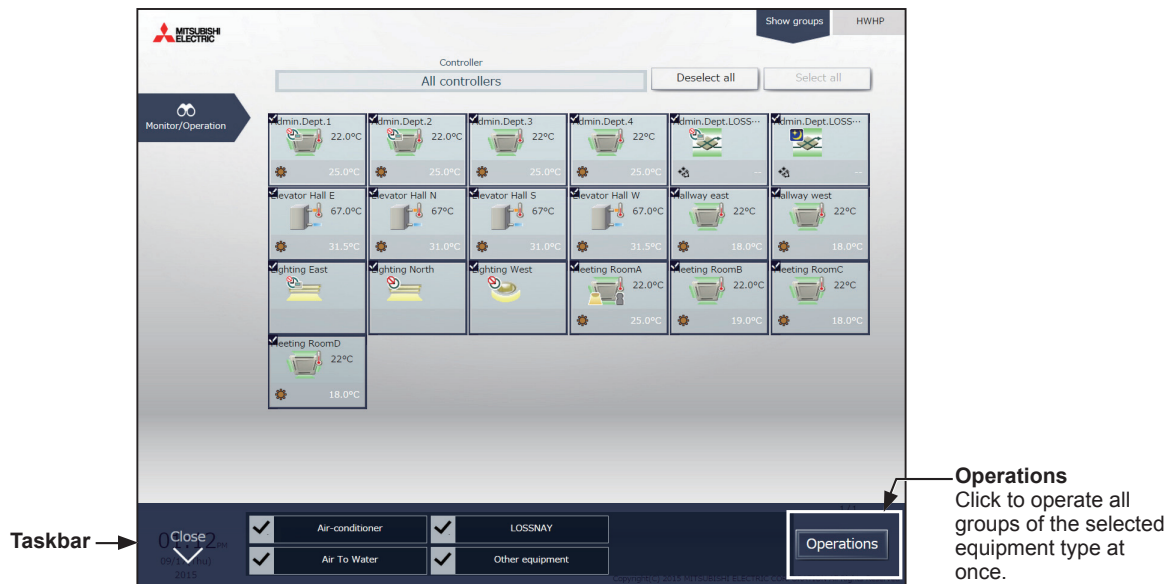 MITSUBISHI
ELECTRIC
Show groups
HWHP
Controller
All controllers
Deselect all
Select all
Monitor/Operation
dmin.Dept.1
22.0°C
25.0°C
dmin.Dept.2
22.0°C
25.0°C
dmin.Dept.3
22°C
25.0°C
dmin.Dept.4
22°C
25.0°C
dmin.Dept.LOSS···
--
dmin.Dept.LOSS···
--
levator Hall E
67.0°C
31.5°C
levator Hall N
67°C
31.0°C
levator Hall S
67°C
31.0°C
levator Hall W
67.0°C
31.5°C
allway east
22°C
18.0°C
allway west
22°C
18.0°C
ighting East
ighting North
ighting West
eeting RoomA
22.0°C
25.0°C
eeting RoomB
22.0°C
19.0°C
eeting RoomC
22°C
18.0°C
eeting RoomD
22°C
18.0°C
Taskbar
Close
2015
Air-conditioner
LOSSNAY
Air To Water
Other equipment
Operations
Operations
Click to operate all
groups of the selected
equipment type at
once.